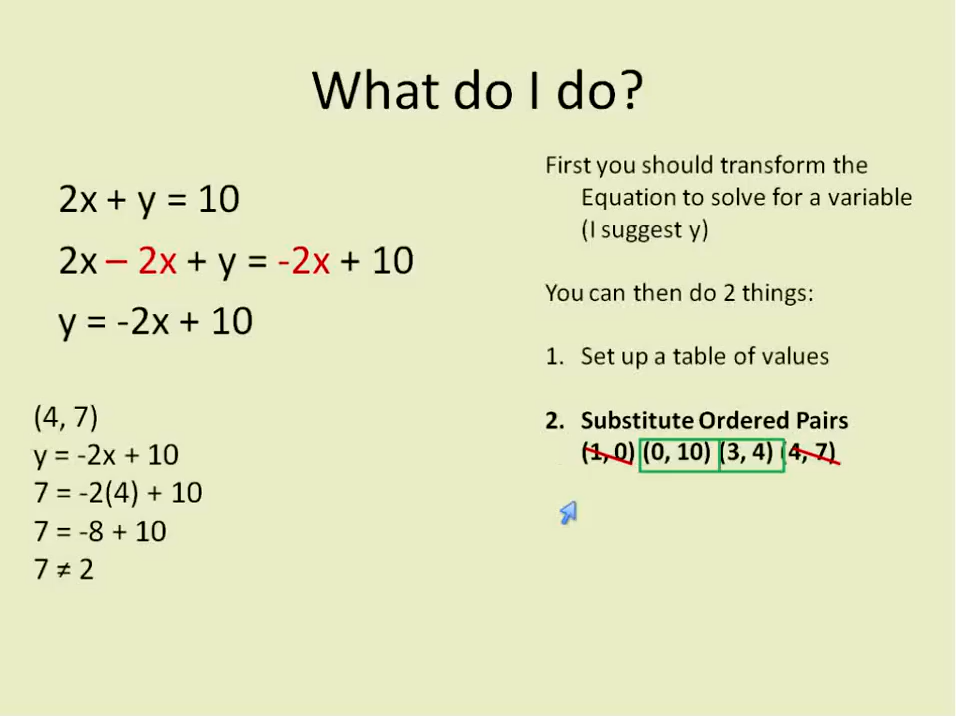 What do I do?
2x + y = 10
2x – 2x + y = -2x + 10
y = -2x + 10
(4, 7)
y = -2x + 10
7 = -2(4) + 10
7 = -8 + 10
7 ≠ 2
First you should transform the
Equation to solve for a variable
(I suggest y)
You can then do 2 things:
1. Set up a table of values
2. Substitute Ordered Pairs
(1, 0) (0, 10) (3, 4) (4, 7)